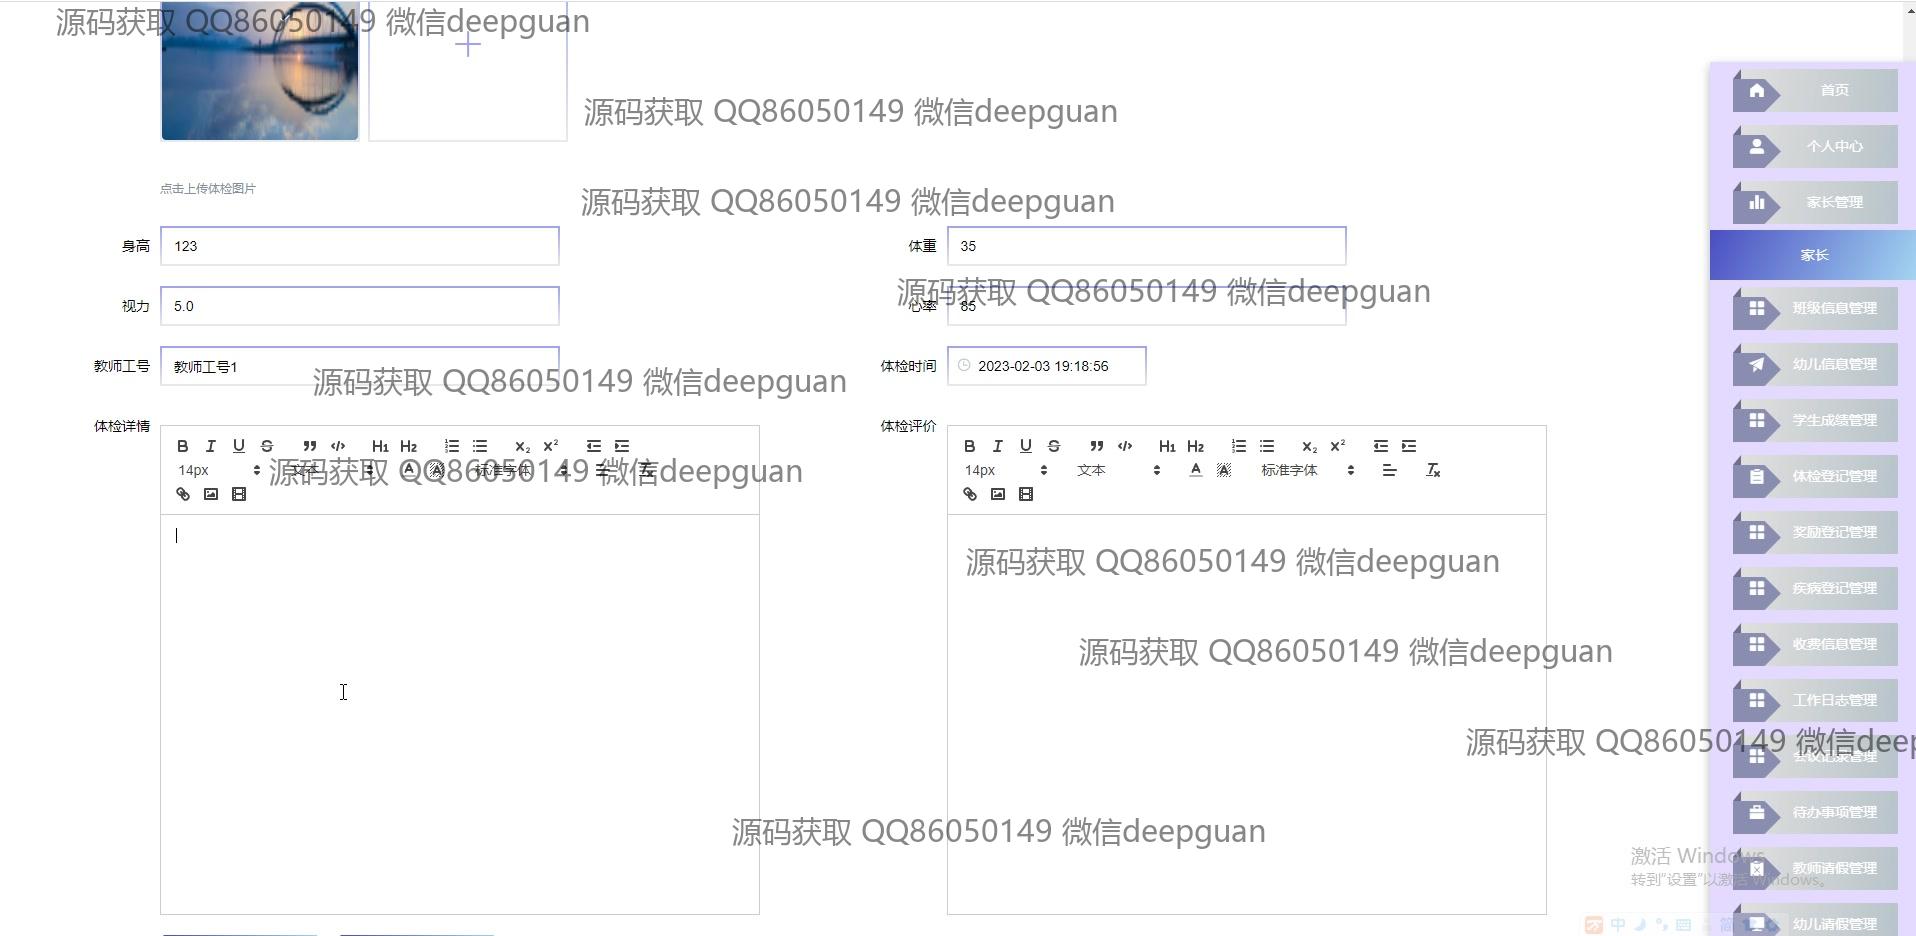 源码获取 QQ86050149 微信deepguan
首页
源码获取 QQ86050149 微信deepguan
个人中心
点击上传体检图片
源码获取 QQ86050149 微信deepguan
家长管理
身高 123
体重 35
家长
源码获取 QQ86050149 微信deepguan
视力 5.0
心率 85
班级信息管理
教师工号 教师工号1
体检时间 2023-02-03 19:18:56
幼儿信息管理
源码获取 QQ86050149 微信deepguan
体检详情
体检评价
学生成绩管理
B I U S H1 H2 X2 X2
B I U S H1 H2 X2 X2
14px 文本 A A 标准字体
14px 文本 A A 标准字体
源码获取 QQ86050149 微信deepguan
体检登记管理
奖励登记管理
源码获取 QQ86050149 微信deepguan
疾病登记管理
源码获取 QQ86050149 微信deepguan
收费信息管理
工作日志管理
源码获取 QQ86050149 微信deep
会议记录管理
待办事项管理
源码获取 QQ86050149 微信deepguan
激活 Windows
教师请假管理
转到“设置”以激活 Windows。
幼儿请假管理
中
简